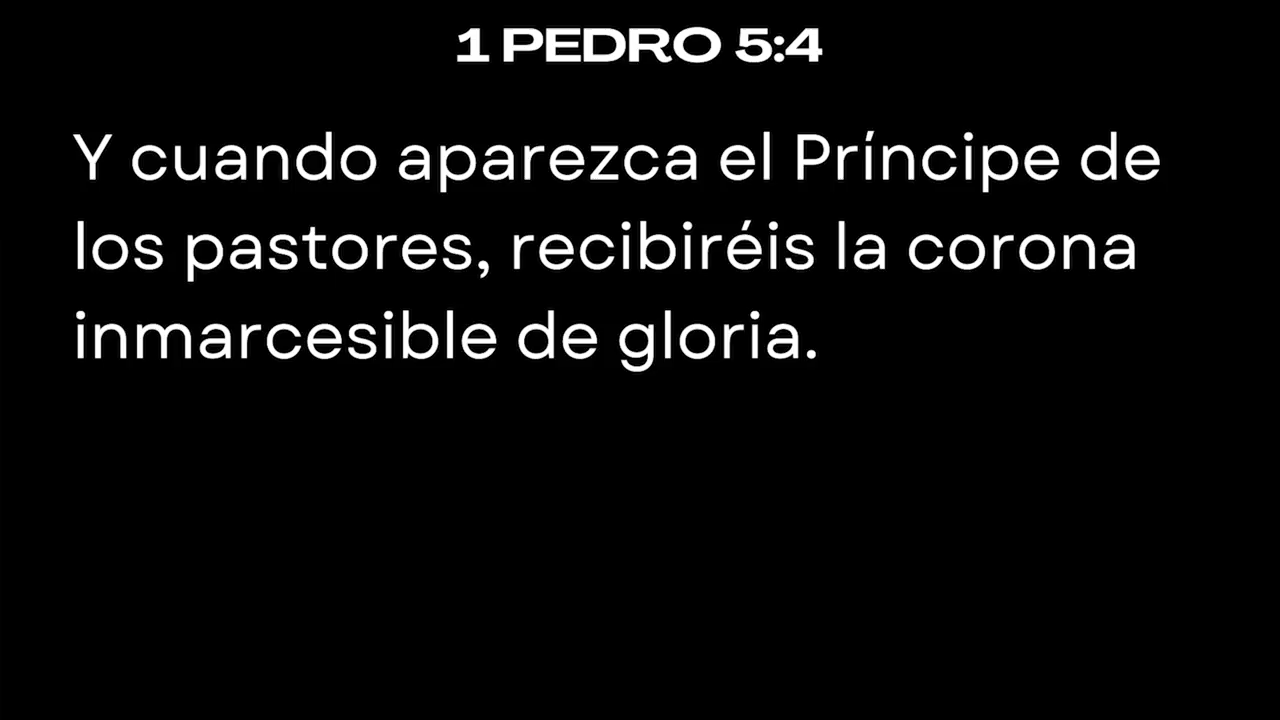 1 PEDRO 5:4
Y cuando aparezca el Príncipe de
los pastores, recibiréis la corona
inmarcesible de gloria.